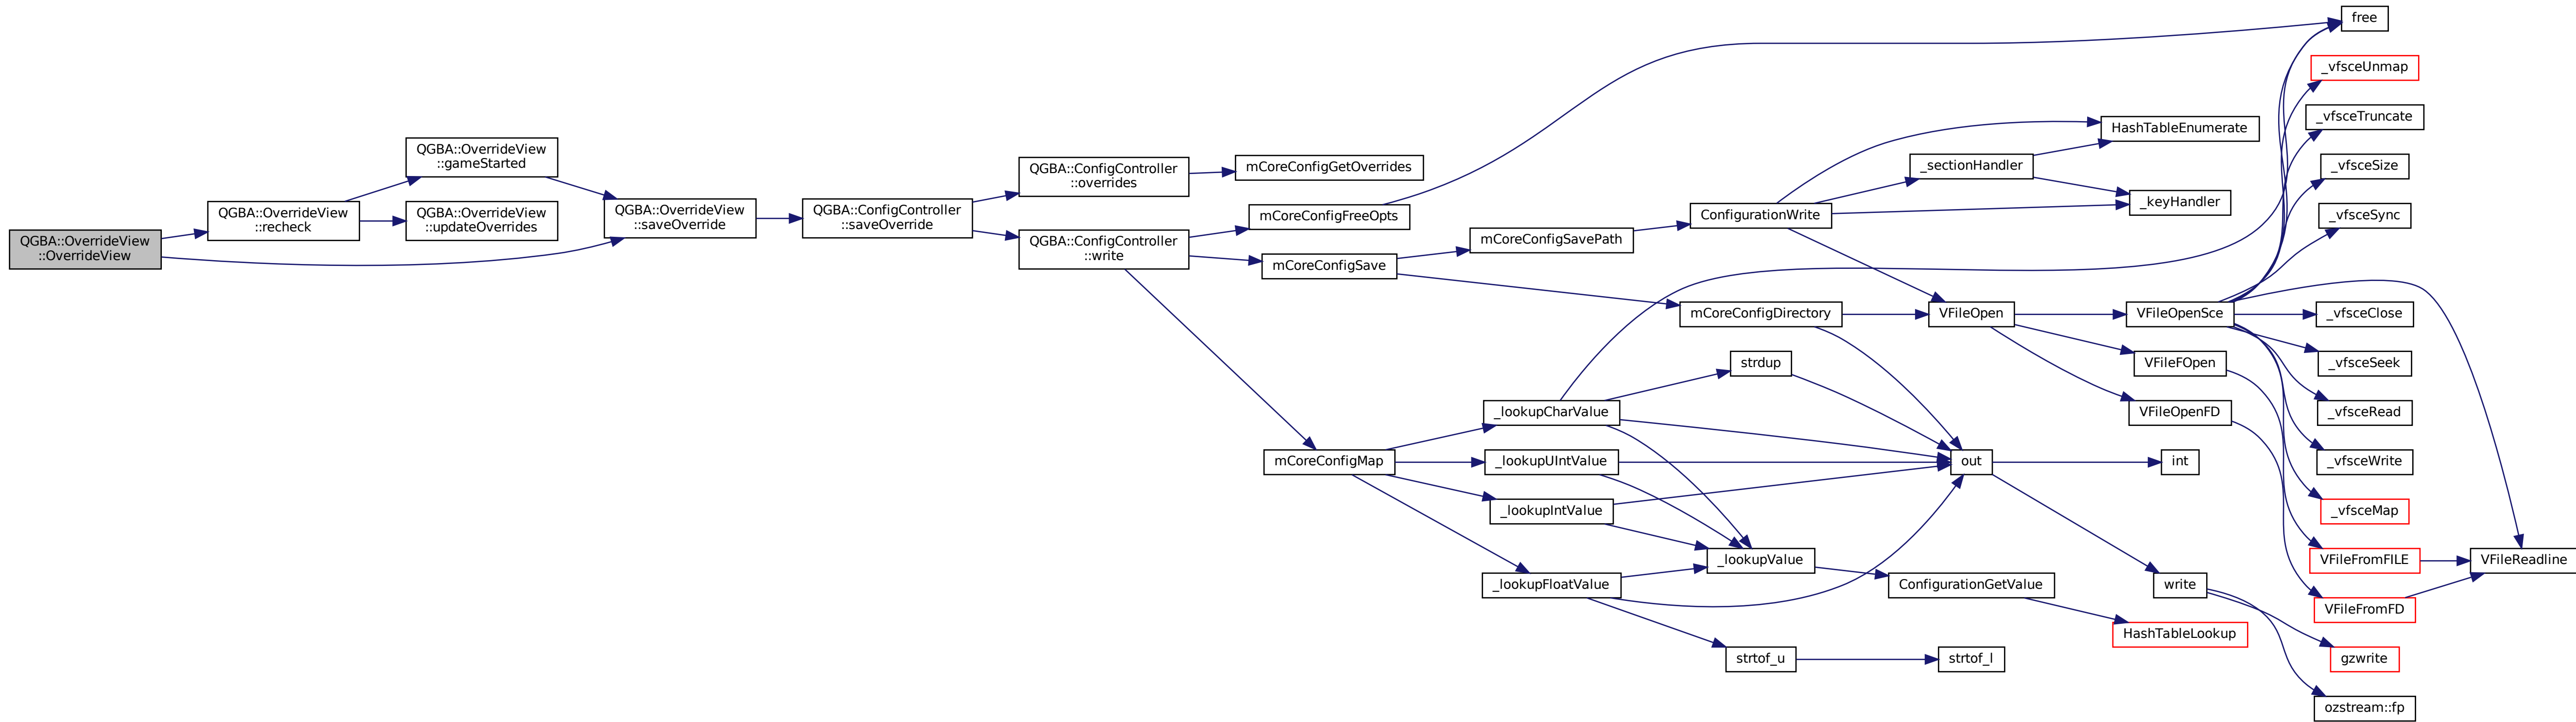 QGBA::OverrideView
::OverrideView
QGBA::OverrideView
::recheck
QGBA::OverrideView
::gameStarted
QGBA::OverrideView
::updateOverrides
QGBA::OverrideView
::saveOverride
QGBA::ConfigController
::saveOverride
QGBA::ConfigController
::overrides
QGBA::ConfigController
::write
mCoreConfigGetOverrides
mCoreConfigFreeOpts
mCoreConfigSave
mCoreConfigMap
mCoreConfigSavePath
mCoreConfigDirectory
_lookupCharValue
_lookupUIntValue
_lookupIntValue
_lookupFloatValue
ConfigurationWrite
strdup
_lookupValue
strtof_u
_sectionHandler
VFileOpen
out
ConfigurationGetValue
strtof_l
HashTableEnumerate
_keyHandler
VFileOpenSce
VFileFOpen
VFileOpenFD
int
write
HashTableLookup
free
_vfsceUnmap
_vfsceTruncate
_vfsceSize
_vfsceSync
_vfsceClose
_vfsceSeek
_vfsceRead
_vfsceWrite
_vfsceMap
VFileFromFILE
VFileFromFD
gzwrite
ozstream::fp
VFileReadline